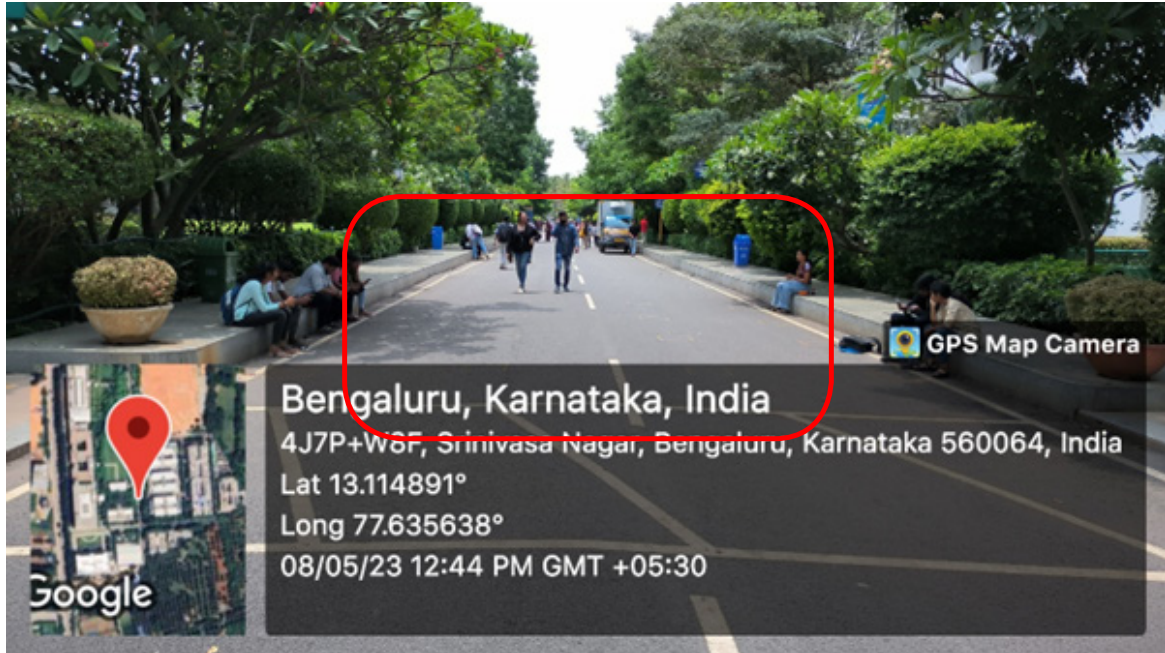 GPS Map Camera
Bengaluru, Karnataka, India
4J7P+W8F, Srinivasa Nagar, Bengaluru, Karnataka 560064, India
Lat 13.114891°
Long 77.635638°
08/05/23 12:44 PM GMT +05:30
Google